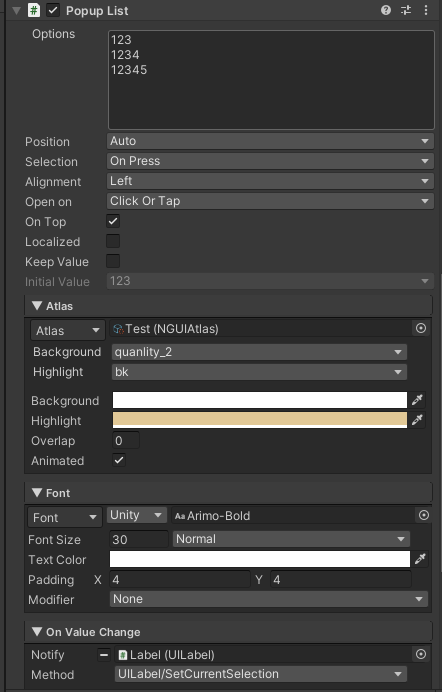 Popup List
Options
123
1234
12345
Position Auto
Selection On Press
Alignment Left
Open on Click Or Tap
On Top
Localized
Keep Value
Initial Value 123
Atlas
Atlas Test (NGUIAtlas)
Background quanlity_2
Highlight bk
Background
Highlight
Overlap 0
Animated
Font
Font Unity Aa Arimo-Bold
Font Size 30 Normal
Text Color
Padding X 4 Y 4
Modifier None
On Value Change
Notify # Label (UILabel)
Method UILabel/SetCurrentSelection